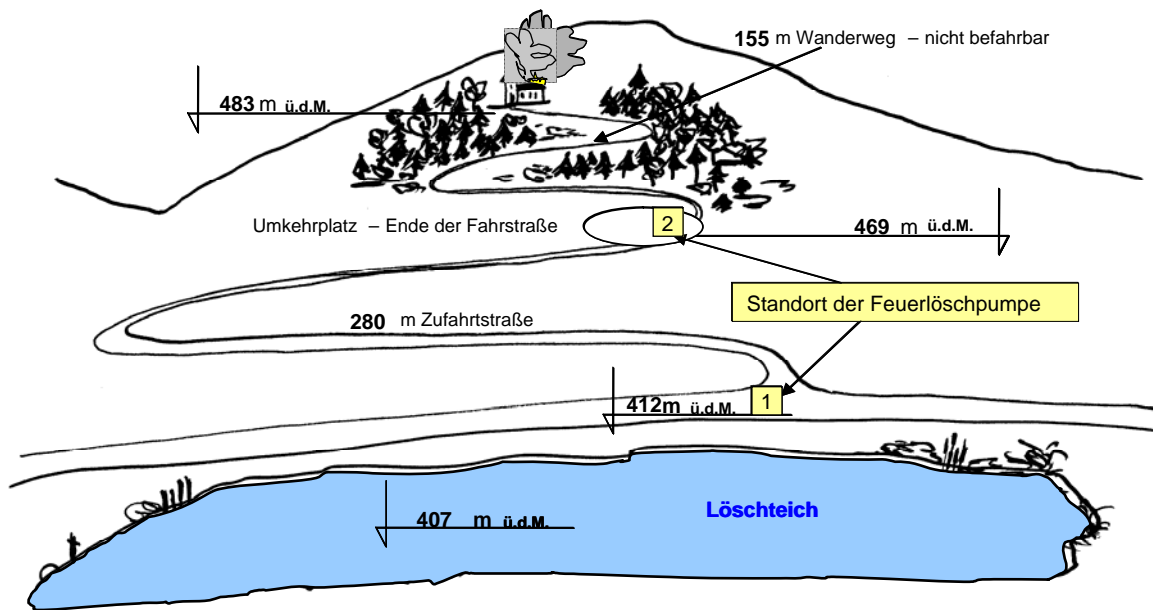 155 m Wanderweg – nicht befahrbar
483 m ü.d.M.
Umkehrplatz – Ende der Fahrstraße
2
469 m ü.d.M.
Standort der Feuerlöschpumpe
280 m Zufahrtstraße
412m ü.d.M.
1
407 m ü.d.M.
Löschteich